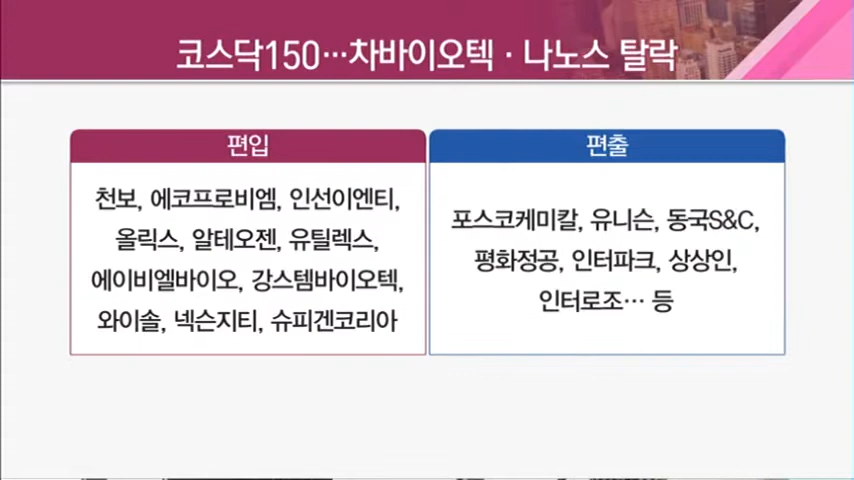 코스닥150…차바이오텍·나노스 탈락
편입
천보, 에코프로비엠, 인선이엔티,
올릭스, 알테오젠, 유틸렉스,
에이비엘바이오, 강스템바이오텍,
와이솔, 넥슨지티, 슈피겐코리아
편출
포스코케미칼, 유니슨, 동국S&C,
평화정공, 인터파크, 상상인,
인터로조… 등